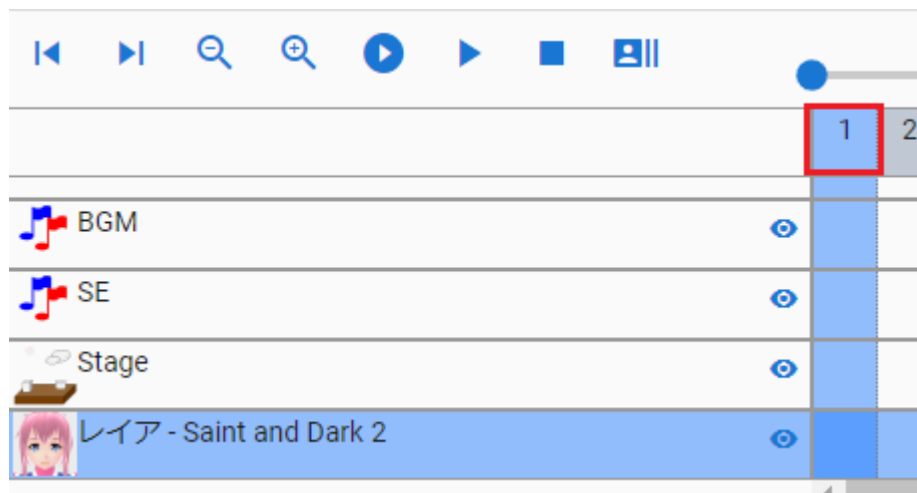 1 2
BGM
SE
Stage
レイア - Saint and Dark 2